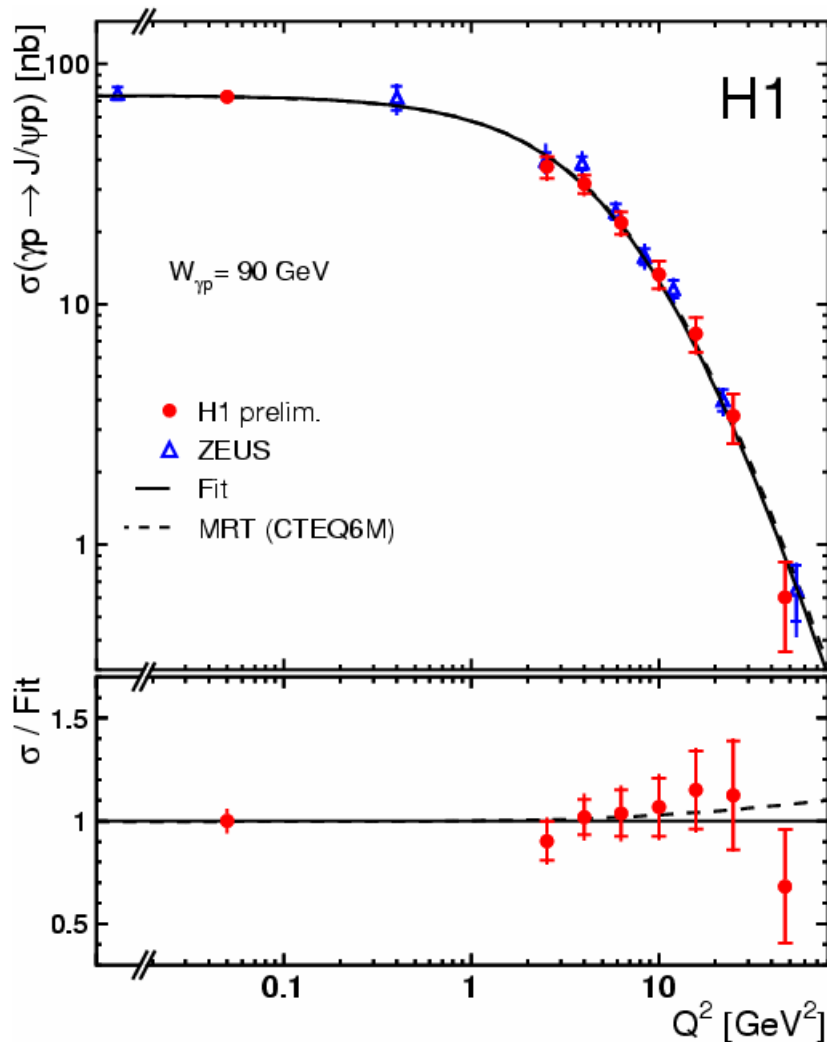 σ(γp → J/ψp) [nb]
100
10
1
H1
W_γp = 90 GeV
H1 prelim.
ZEUS
Fit
MRT (CTEQ6M)
σ / Fit
1.5
1
0.5
0.1
1
10
Q² [GeV²]